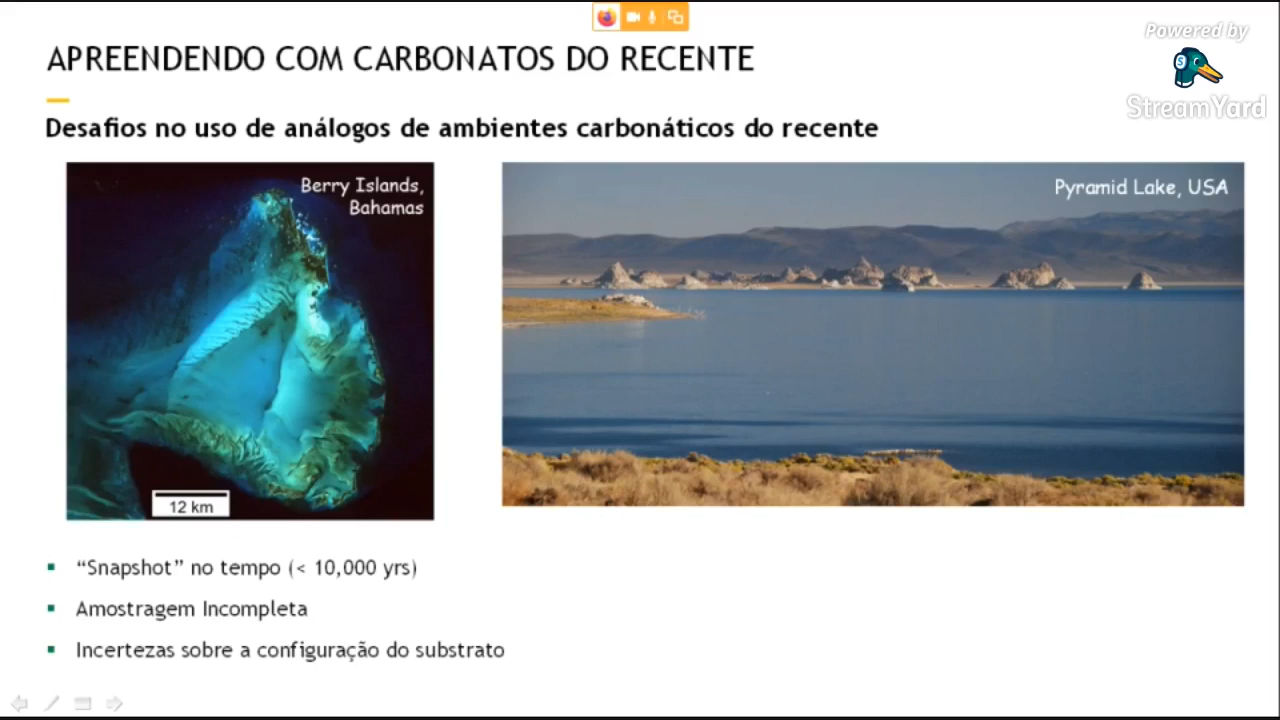 Powered by
StreamYard
APREENDENDO COM CARBONATOS DO RECENTE
Desafios no uso de análogos de ambientes carbonáticos do recente
Berry Islands,
Bahamas
12 km
Pyramid Lake, USA
“Snapshot” no tempo (< 10,000 yrs)
Amostragem Incompleta
Incertezas sobre a configuração do substrato